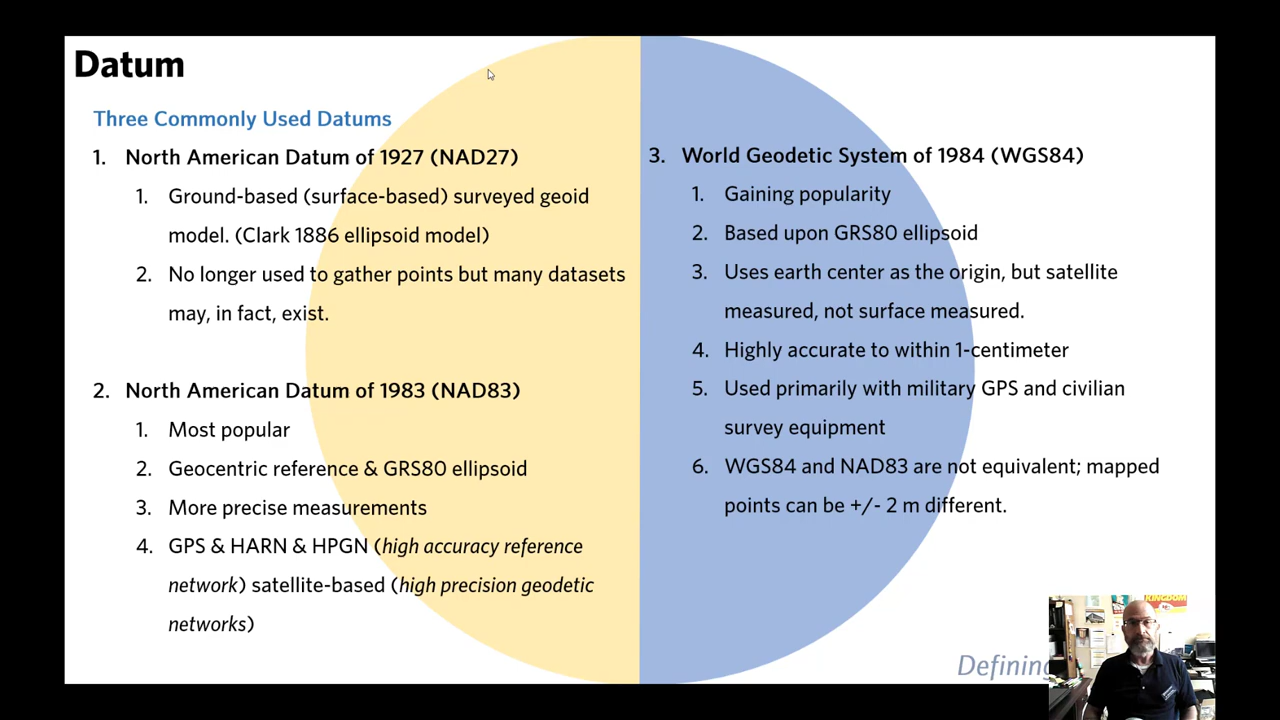 Datum
Three Commonly Used Datums
1. North American Datum of 1927 (NAD27)
1. Ground-based (surface-based) surveyed geoid
model. (Clark 1886 ellipsoid model)
2. No longer used to gather points but many datasets
may, in fact, exist.
2. North American Datum of 1983 (NAD83)
1. Most popular
2. Geocentric reference & GRS80 ellipsoid
3. More precise measurements
4. GPS & HARN & HPGN (high accuracy reference
network) satellite-based (high precision geodetic
networks)
3. World Geodetic System of 1984 (WGS84)
1. Gaining popularity
2. Based upon GRS80 ellipsoid
3. Uses earth center as the origin, but satellite
measured, not surface measured.
4. Highly accurate to within 1-centimeter
5. Used primarily with military GPS and civilian
survey equipment
6. WGS84 and NAD83 are not equivalent; mapped
points can be +/- 2 m different.
Defining
KINGDOM